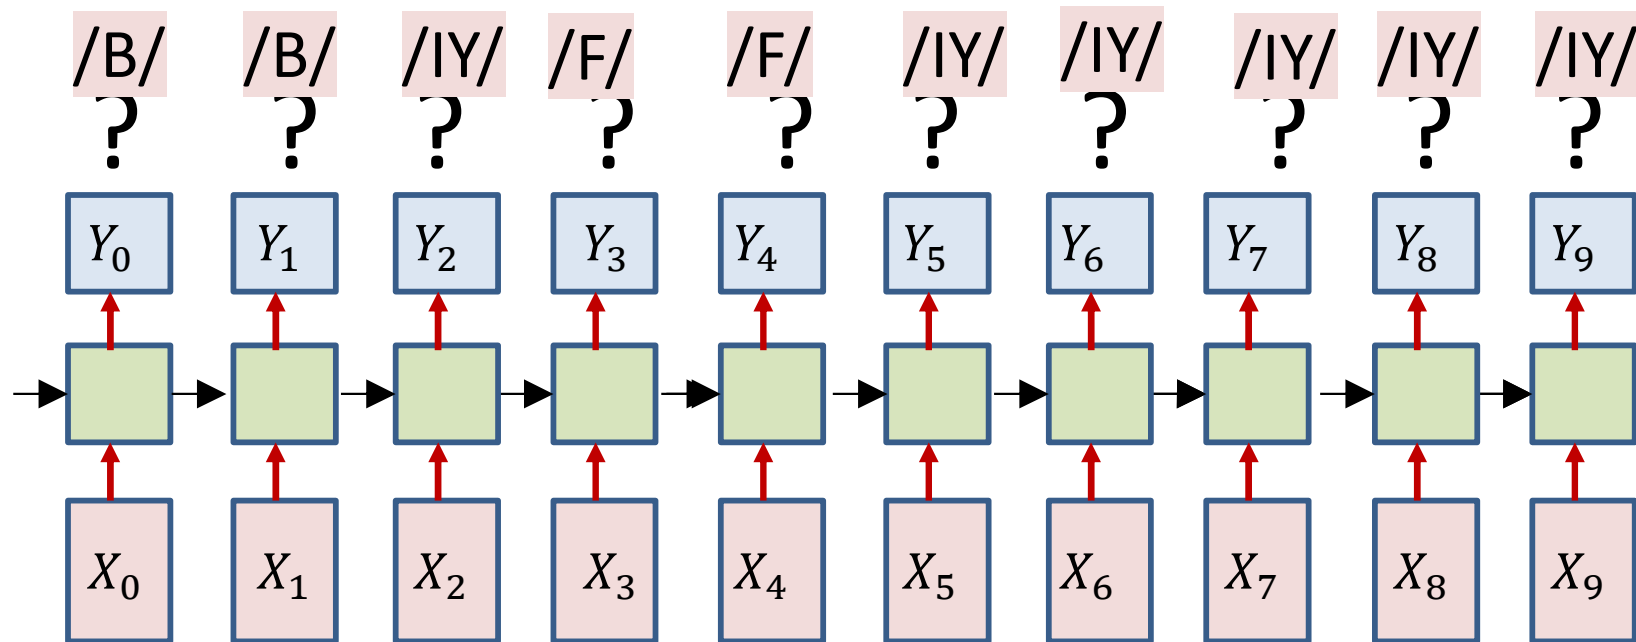 /B/ /B/ /IY/ /F/ /F/ /IY/ /IY/ /IY/ /IY/ /IY/
? ? ? ? ? ? ? ? ? ?
Y₀ Y₁ Y₂ Y₃ Y₄ Y₅ Y₆ Y₇ Y₈ Y₉
X₀ X₁ X₂ X₃ X₄ X₅ X₆ X₇ X₈ X₉